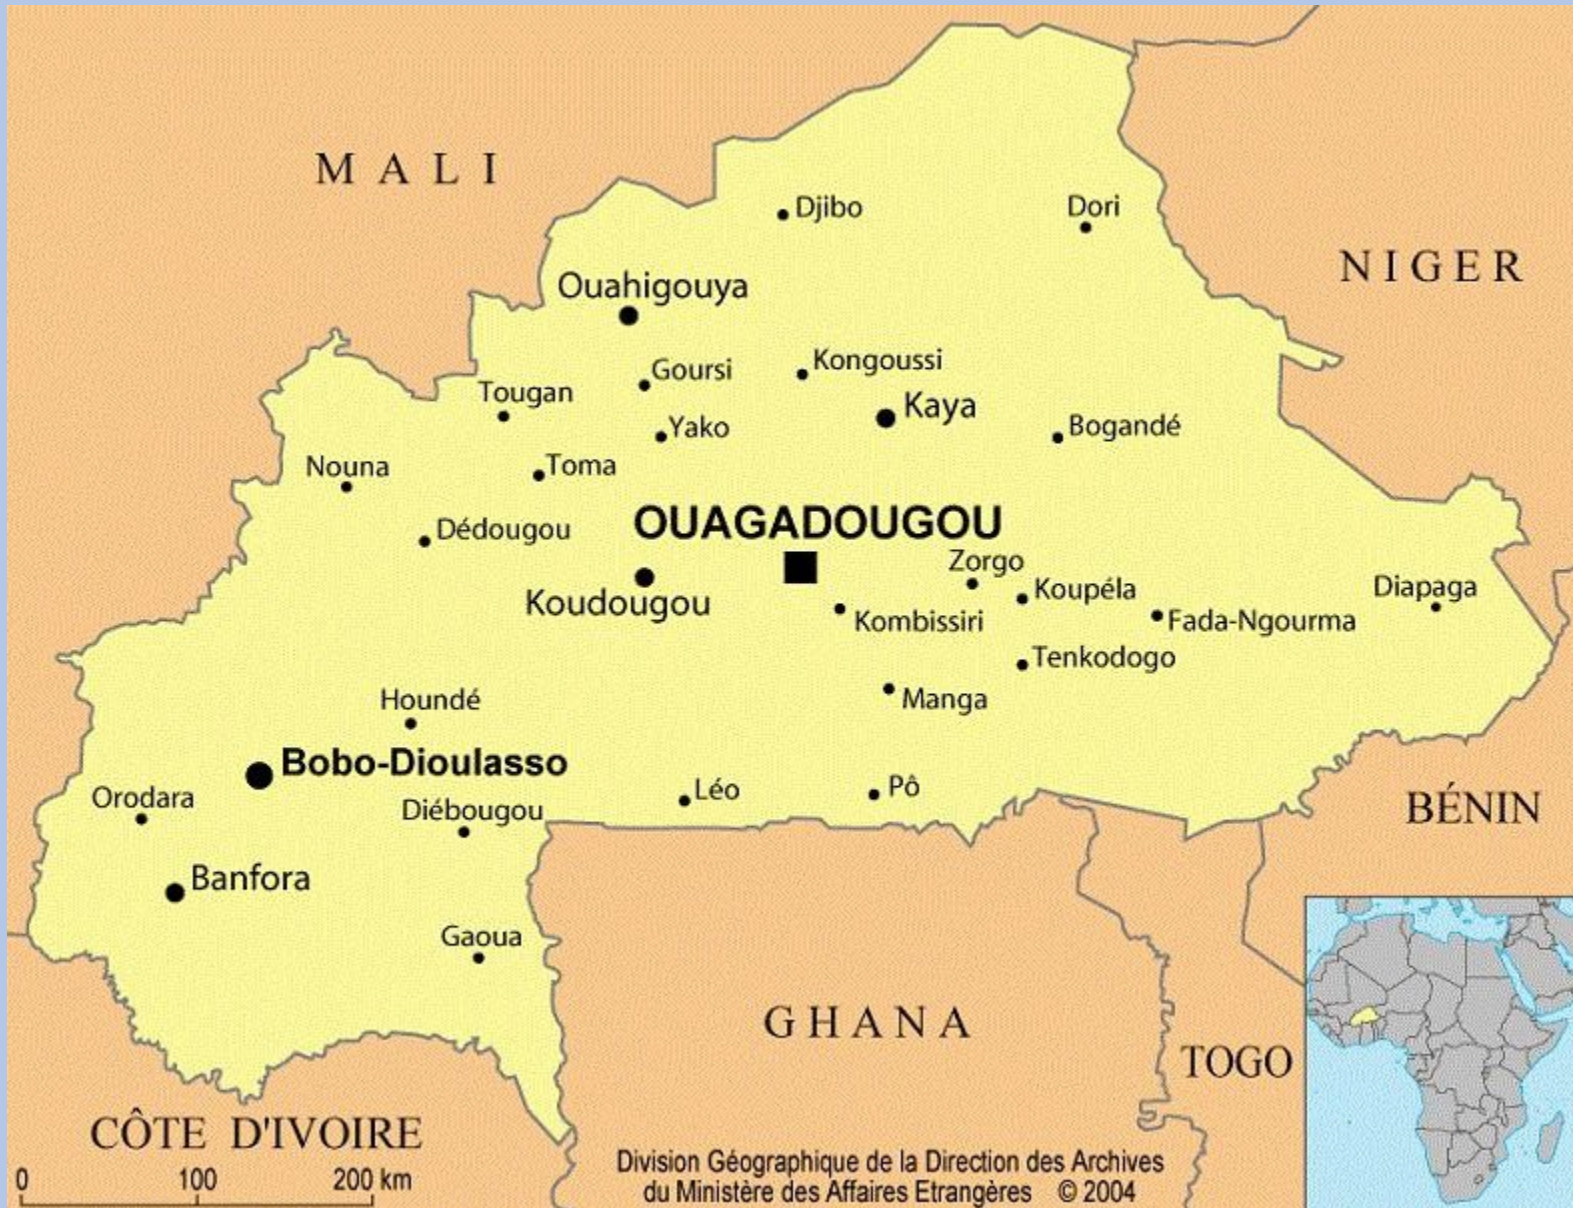 MALI
Djibo
Dori
NIGER
Ouahigouya
Goursi
Kongoussi
Tougan
Kaya
Yako
Bogandé
Nouna
Toma
Dédougou
OUAGADOUGOU
Zorgo
Koupéla
Diapaga
Koudougou
Kombissiri
Fada-Ngourma
Tenkodogo
Houndé
Manga
Bobo-Dioulasso
Orodara
Diébougou
Léo
Pô
BÉNIN
Banfora
Gaoua
GHANA
TOGO
CÔTE D'IVOIRE
0 100 200 km
Division Géographique de la Direction des Archives
du Ministère des Affaires Etrangères © 2004